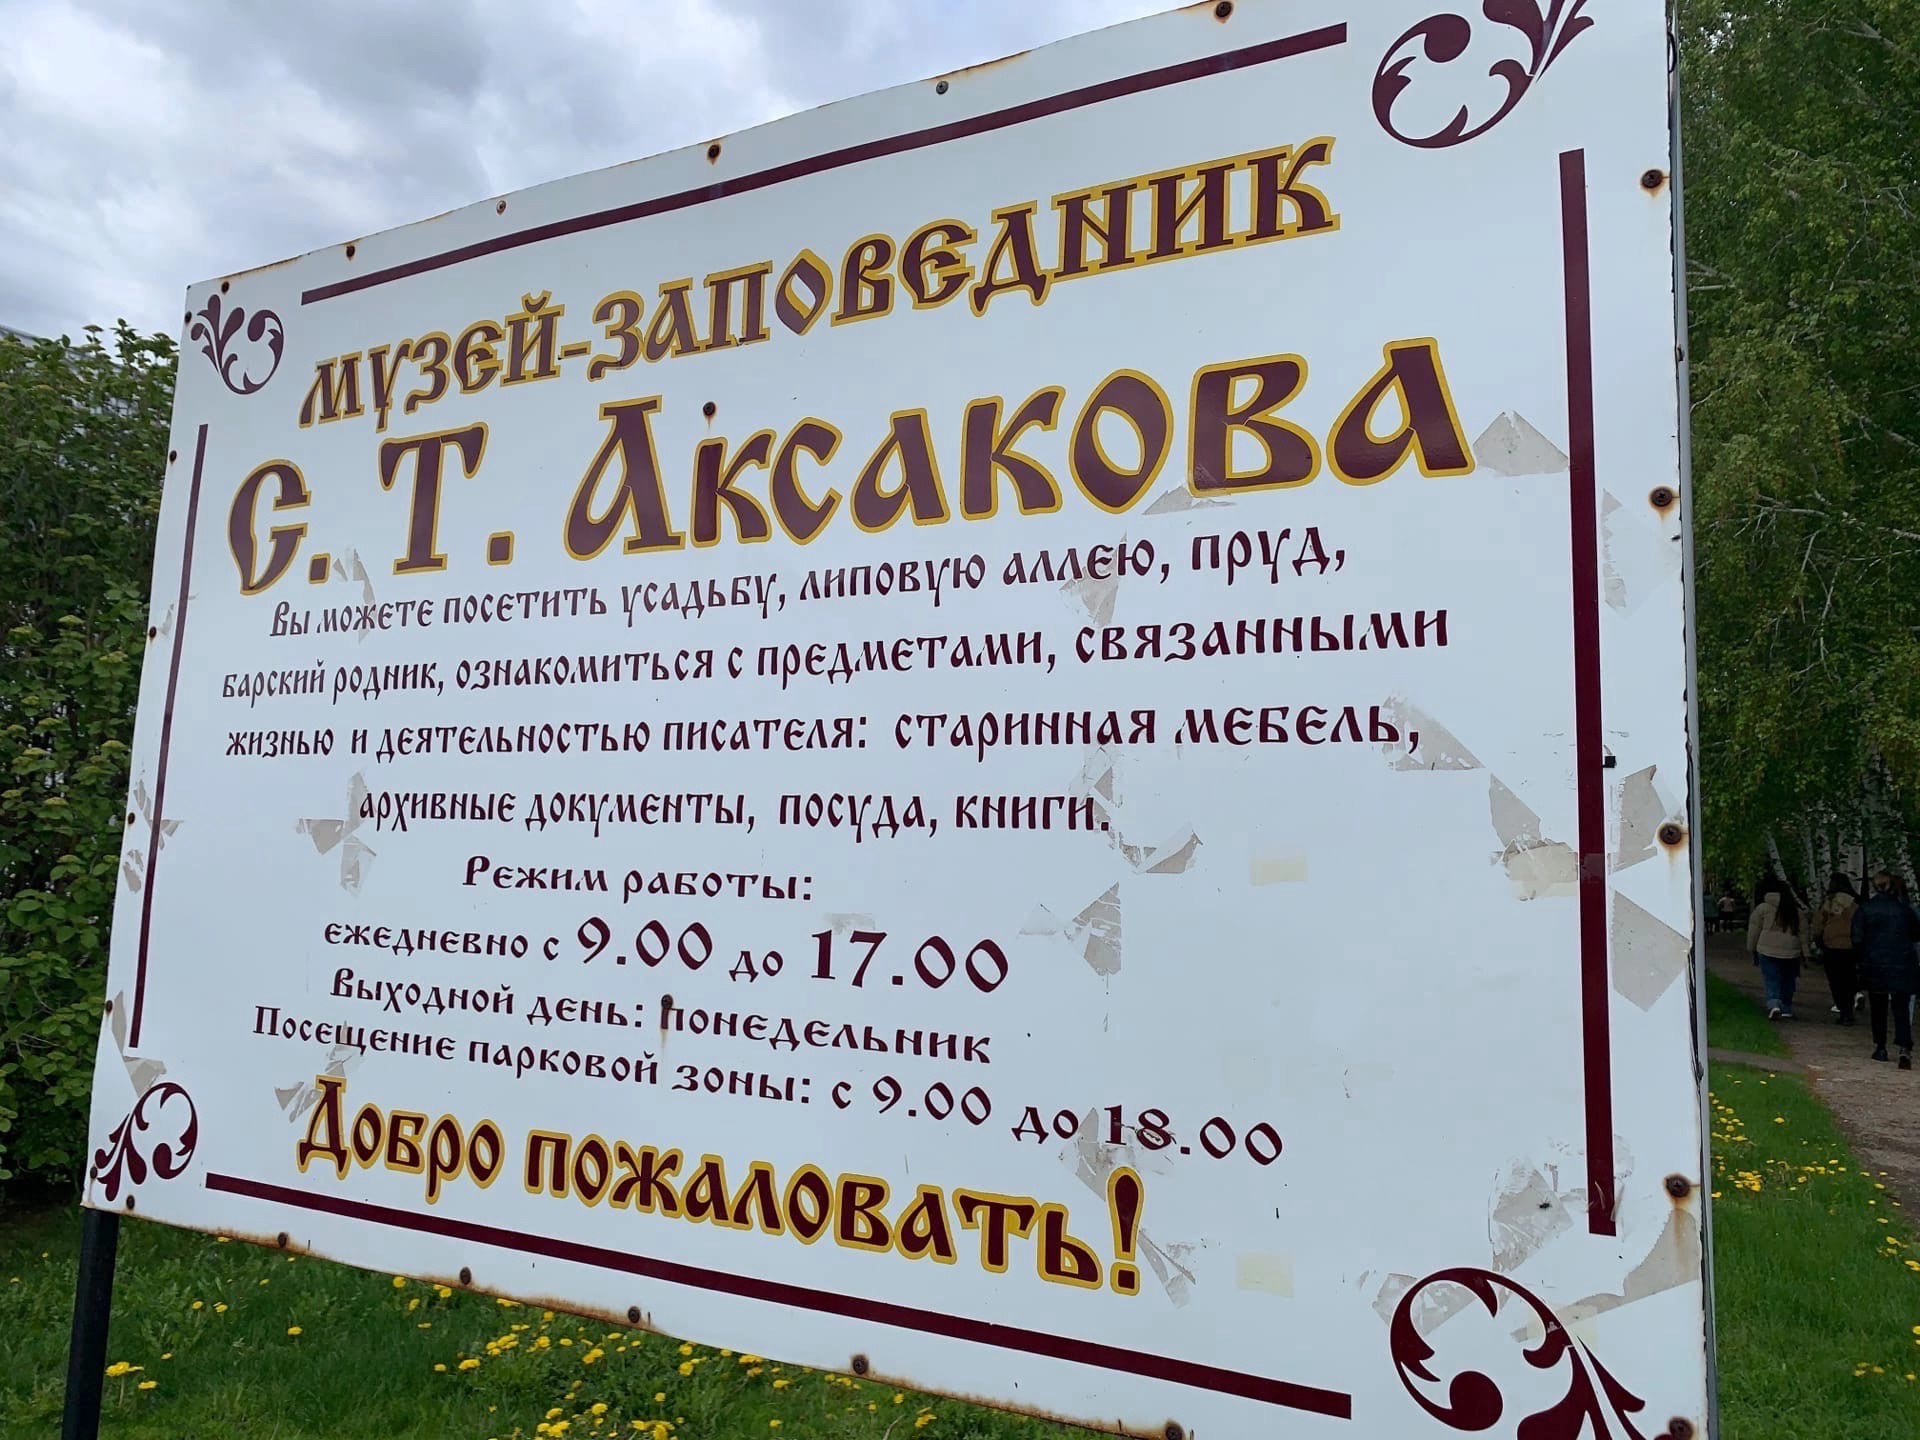 МУЗЕЙ-ЗАПОВЕДНИК
С. Т. Аксакова
Вы можете посетить усадьбу, липовую аллею, пруд,
барский родник, ознакомиться с предметами, связанными
жизнью и деятельностью писателя: старинная мебель,
архивные документы, посуда, книги.
Режим работы:
ежедневно с 9.00 до 17.00
Выходной день: понедельник
Посещение парковой зоны: с 9.00 до 18.00
Добро пожаловать!